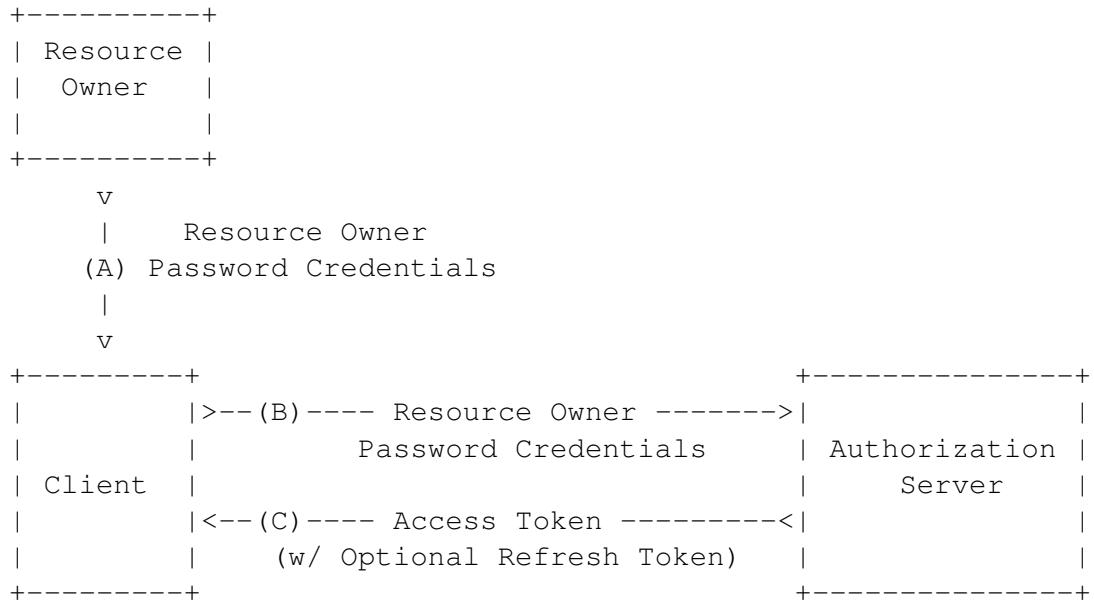 +----------+
| Resource |
|  Owner   |
|          |
+----------+
     v
     |    Resource Owner
    (A) Password Credentials
     |
     v
+---------+                                  +---------------+
|         |>--(B)---- Resource Owner ------->|               |
|         |         Password Credentials     | Authorization |
| Client  |                                  |     Server    |
|         |<--(C)---- Access Token ---------<|               |
|         |    (w/ Optional Refresh Token)   |               |
+---------+                                  +---------------+